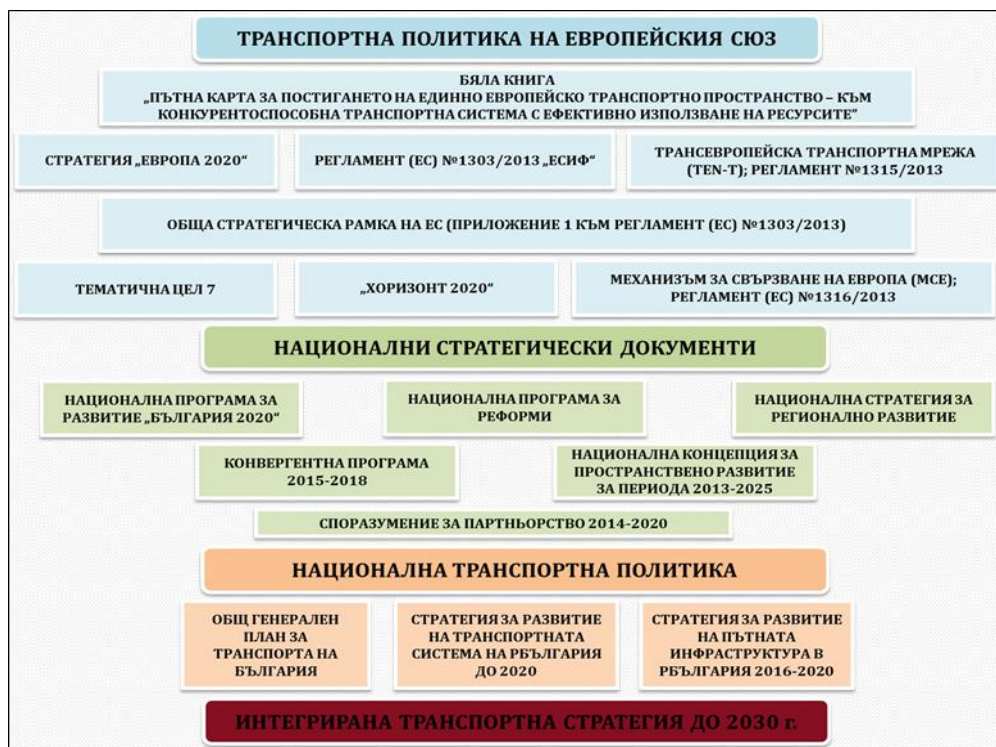 ТРАНСПОРТНА ПОЛИТИКА НА ЕВРОПЕЙСКИЯ СЮЗ
БЯЛА КНИГА
„ПЪТНА КАРТА ЗА ПОСТИГАНЕТО НА ЕДИННО ЕВРОПЕЙСКО ТРАНСПОРТНО ПРОСТРАНСТВО – КЪМ
КОНКУРЕНТОСПОСОБНА ТРАНСПОРТНА СИСТЕМА С ЕФЕКТИВНО ИЗПОЛЗВАНЕ НА РЕСУРСИТЕ”
СТРАТЕГИЯ „ЕВРОПА 2020“
РЕГЛАМЕНТ (ЕС) №1303/2013 „ЕСИФ“
ТРАНСЕВРОПЕЙСКА ТРАНСПОРТНА МРЕЖА
(TEN-T); РЕГЛАМЕНТ №1315/2013
ОБЩА СТРАТЕГИЧЕСКА РАМКА НА ЕС (ПРИЛОЖЕНИЕ 1 КЪМ РЕГЛАМЕНТ (ЕС) №1303/2013)
ТЕМАТИЧНА ЦЕЛ 7
„ХОРИЗОНТ 2020“
МЕХАНИЗЪМ ЗА СВЪРЗВАНЕ НА ЕВРОПА (МСЕ);
РЕГЛАМЕНТ (ЕС) №1316/2013
НАЦИОНАЛНИ СТРАТЕГИЧЕСКИ ДОКУМЕНТИ
НАЦИОНАЛНА ПРОГРАМА ЗА
РАЗВИТИЕ „БЪЛГАРИЯ 2020“
НАЦИОНАЛНА ПРОГРАМА ЗА
РЕФОРМИ
НАЦИОНАЛНА СТРАТЕГИЯ ЗА
РЕГИОНАЛНО РАЗВИТИЕ
КОНВЕРГЕНТНА ПРОГРАМА
2015-2018
НАЦИОНАЛНА КОНЦЕПЦИЯ ЗА
ПРОСТРАНСТВЕНО РАЗВИТИЕ
ЗА ПЕРИОДА 2013-2025
СПОРАЗУМЕНИЕ ЗА ПАРТНЬОРСТВО 2014-2020
НАЦИОНАЛНА ТРАНСПОРТНА ПОЛИТИКА
ОБЩ ГЕНЕРАЛЕН
ПЛАН ЗА
ТРАНСПОРТА НА
БЪЛГАРИЯ
СТРАТЕГИЯ ЗА РАЗВИТИЕ
НА ТРАНСПОРТНАТА
СИСТЕМА НА РБЪЛГАРИЯ
ДО 2020
СТРАТЕГИЯ ЗА РАЗВИТИЕ
НА ПЪТНАТА
ИНФРАСТРУКТУРА В
РБЪЛГАРИЯ 2016-2020
ИНТЕГРИРАНА ТРАНСПОРТНА СТРАТЕГИЯ ДО 2030 г.